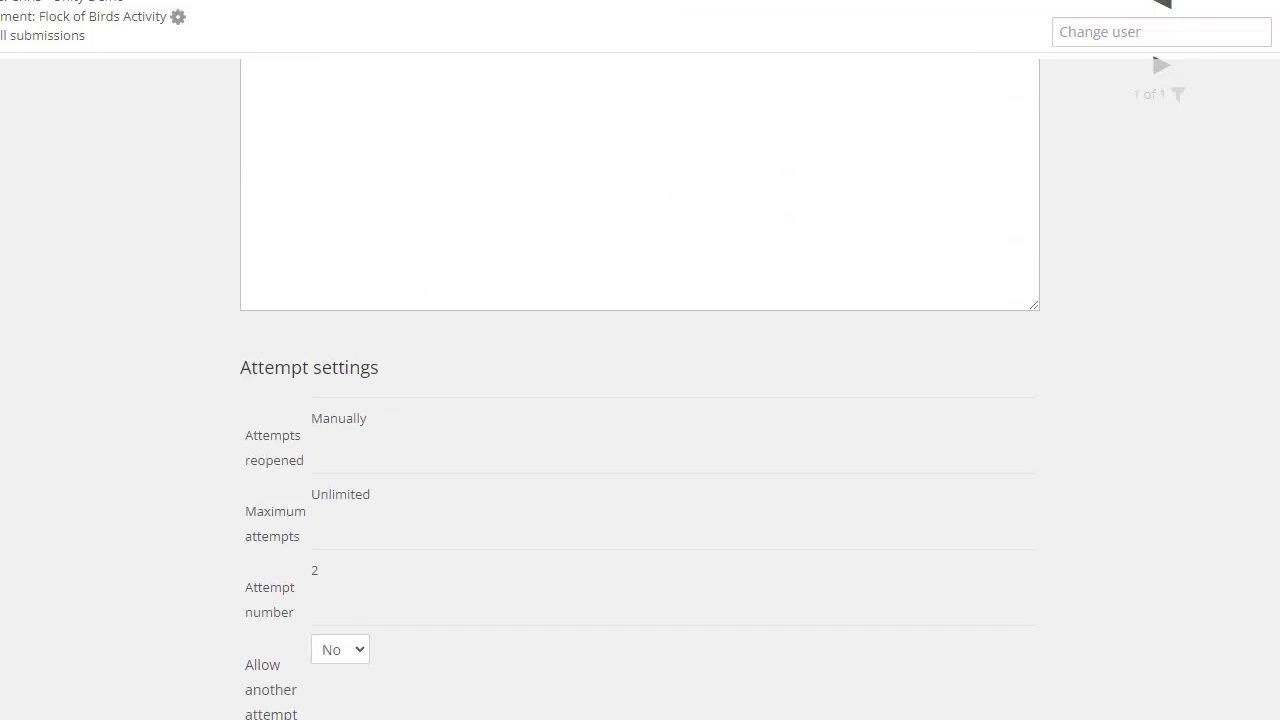 ment: Flock of Birds Activity
ll submissions
Change user
1 of 1
Attempt settings
Attempts reopened
Manually
Maximum attempts
Unlimited
Attempt number
2
Allow another attempt
No